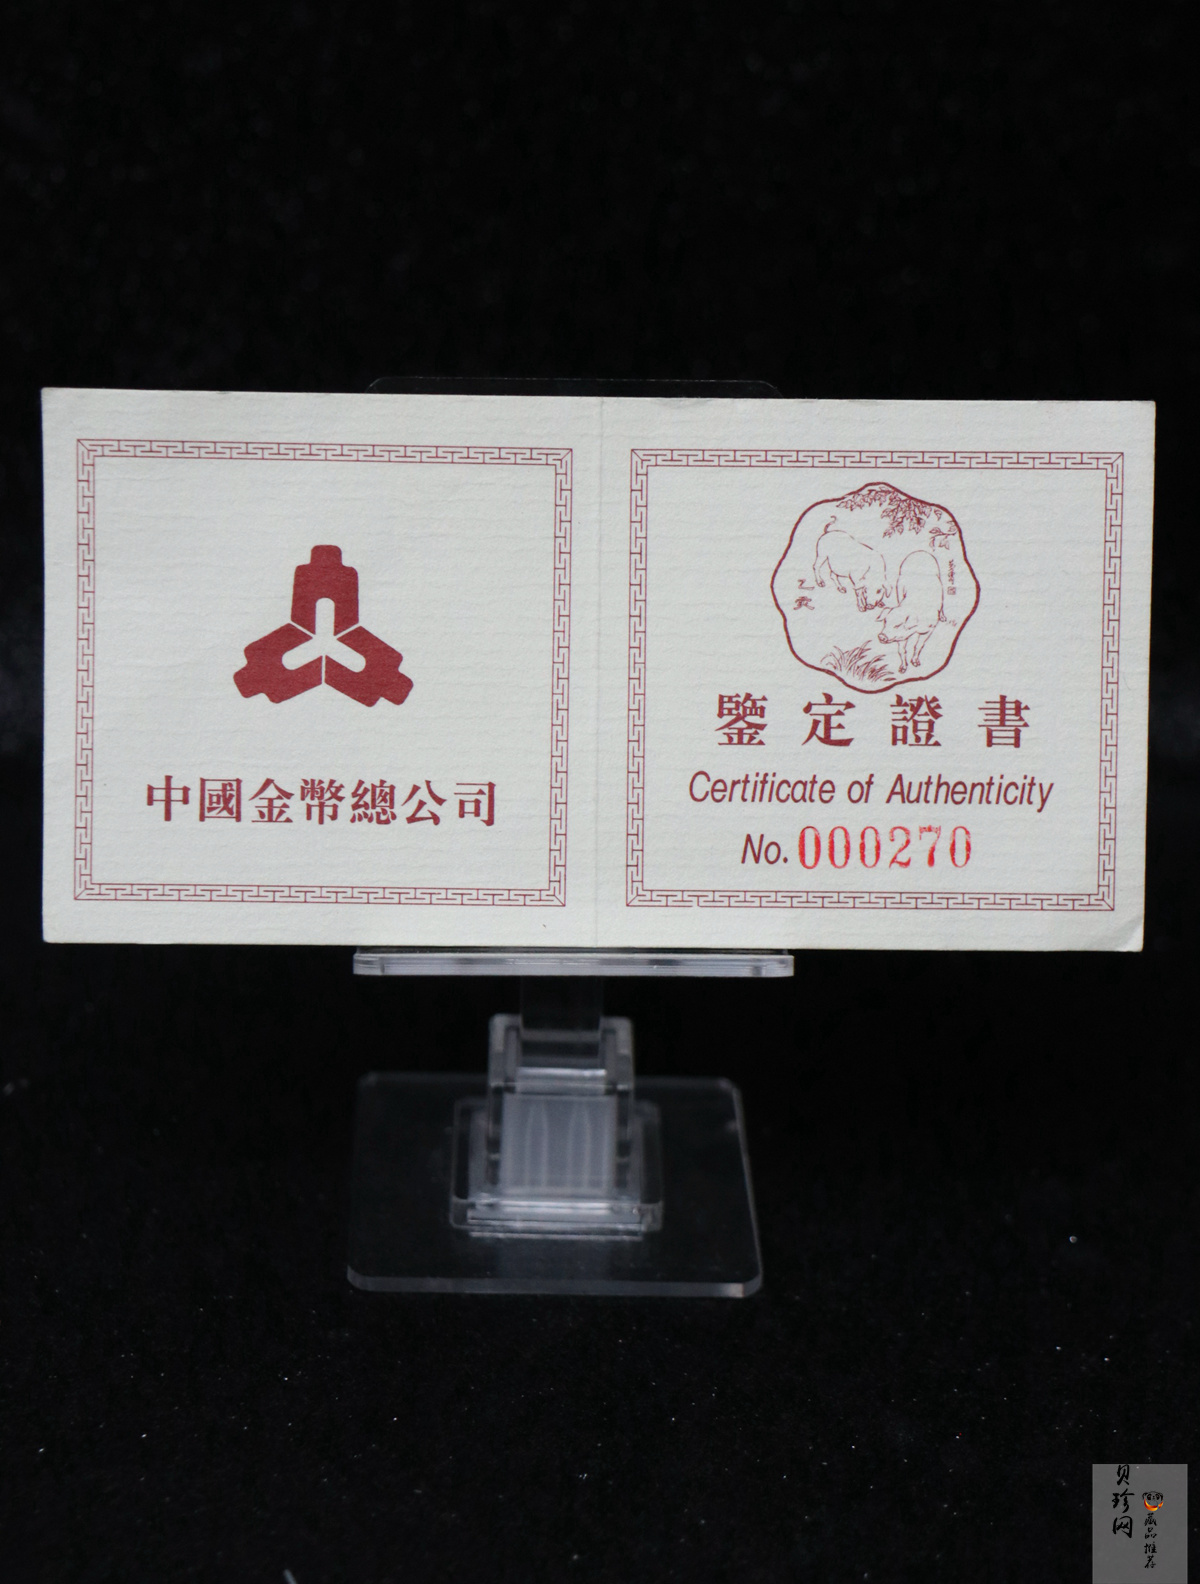 中國金幣總公司
乙亥
鑒定證書
Certificate of Authenticity
No. 000270
贝珍网
藏品推荐